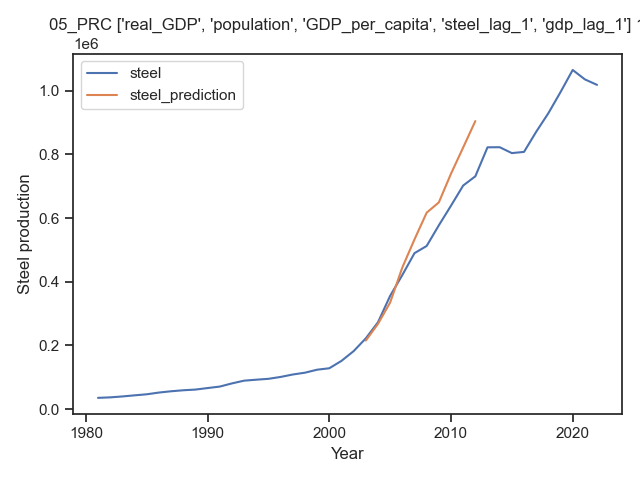 05_PRC ['real_GDP', 'population', 'GDP_per_capita', 'steel_lag_1', 'gdp_lag_1']
1e6
steel
steel_prediction
1.0
0.8
0.6
0.4
0.2
0.0
Steel production
1980
1990
2000
2010
2020
Year